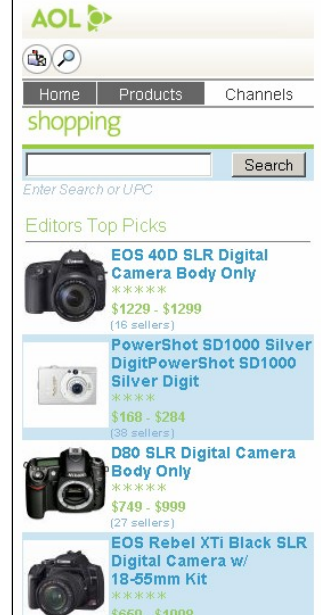 AOL
Home Products Channels
shopping
Search
Enter Search or UPC
Editors Top Picks
EOS 40D SLR Digital
Camera Body Only
*****
$1229 - $1299
(16 sellers)
PowerShot SD1000 Silver
DigitPowerShot SD1000
Silver Digit
****
$168 - $284
(38 sellers)
D80 SLR Digital Camera
Body Only
*****
$749 - $999
(27 sellers)
EOS Rebel XTi Black SLR
Digital Camera w/
18-55mm Kit
*****